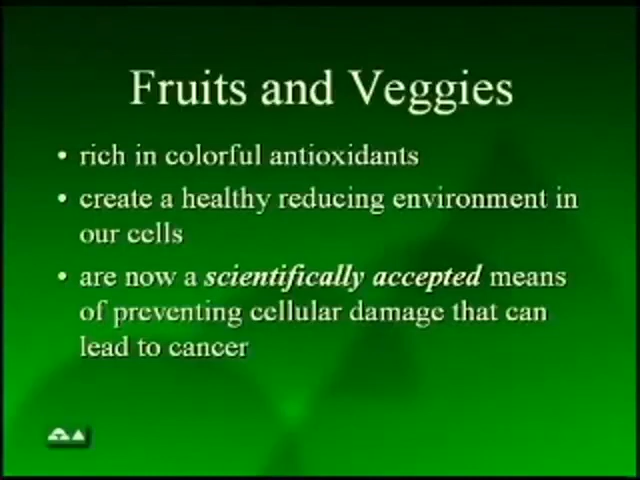 Fruits and Veggies
• rich in colorful antioxidants
• create a healthy reducing environment in
our cells
• are now a scientifically accepted means
of preventing cellular damage that can
lead to cancer